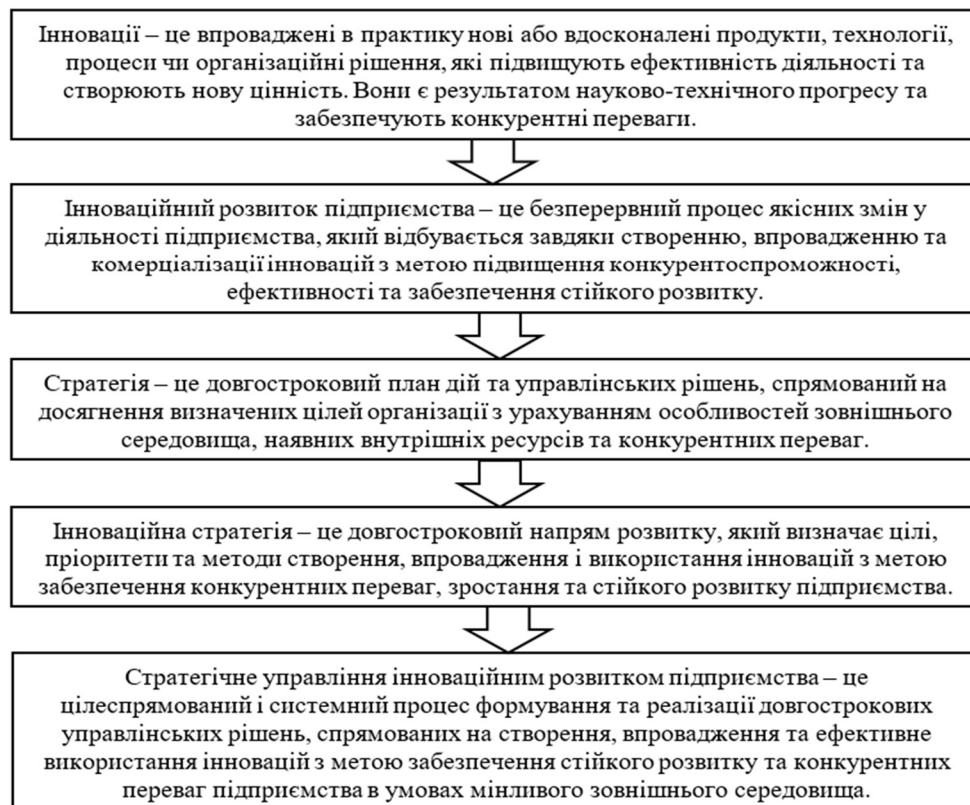 Інновації – це впроваджені в практику нові або вдосконалені продукти, технології,
процеси чи організаційні рішення, які підвищують ефективність діяльності та
створюють нову цінність. Вони є результатом науково-технічного прогресу та
забезпечують конкурентні переваги.
Інноваційний розвиток підприємства – це безперервний процес якісних змін у
діяльності підприємства, який відбувається завдяки створенню, впровадженню та
комерціалізації інновацій з метою підвищення конкурентоспроможності,
ефективності та забезпечення стійкого розвитку.
Стратегія – це довгостроковий план дій та управлінських рішень, спрямований на
досягнення визначених цілей організації з урахуванням особливостей зовнішнього
середовища, наявних внутрішніх ресурсів та конкурентних переваг.
Інноваційна стратегія – це довгостроковий напрям розвитку, який визначає цілі,
пріоритети та методи створення, впровадження і використання інновацій з метою
забезпечення конкурентних переваг, зростання та стійкого розвитку підприємства.
Стратегічне управління інноваційним розвитком підприємства – це
цілеспрямований і системний процес формування та реалізації довгострокових
управлінських рішень, спрямованих на створення, впровадження та ефективне
використання інновацій з метою забезпечення стійкого розвитку та конкурентних
переваг підприємства в умовах мінливого зовнішнього середовища.